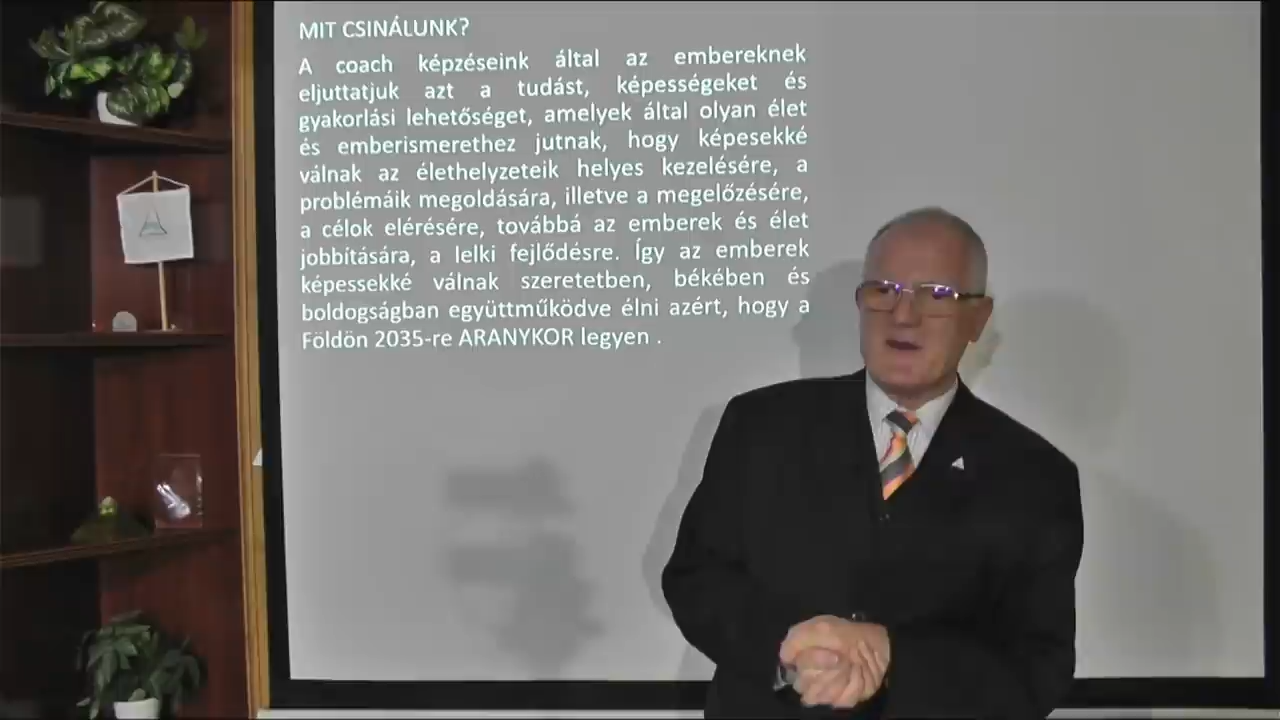 MIT CSINÁLUNK?
A coach képzéseink által az embereknek
eljuttatjuk azt a tudást, képességeket és
gyakorlási lehetőséget, amelyek által olyan élet
és emberismerethez jutnak, hogy képesekké
válnak az élethelyzeteik helyes kezelésére, a
problémáik megoldására, illetve a megelőzésére,
a célok elérésére, továbbá az emberek és élet
jobbítására, a lelki fejlődésre. Így az emberek
képessekké válnak szeretetben, békében és
boldogságban együttműködve élni azért, hogy a
Földön 2035-re ARANYKOR legyen .